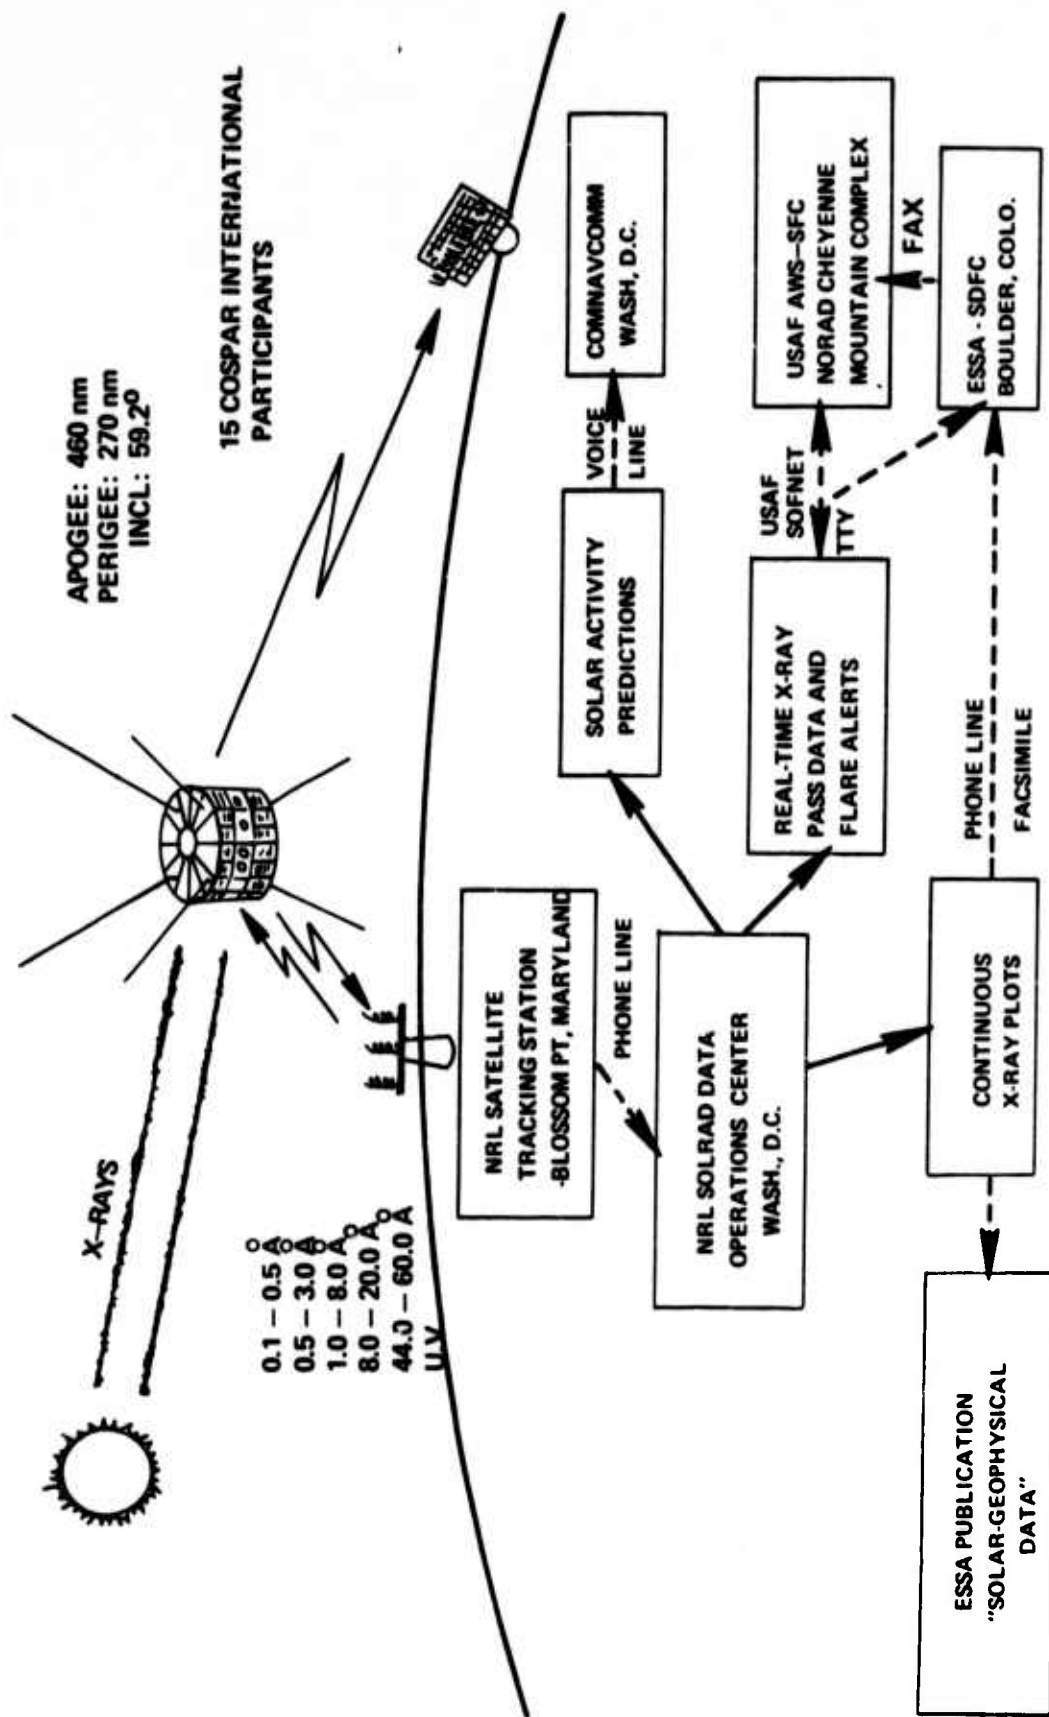 APOGEE: 460 nm
PERIGEE: 270 nm
INCL: 59.2°
15 COSPAR INTERNATIONAL
PARTICIPANTS
X-RAYS
0.1 – 0.5 Å
0.5 – 3.0 Å
1.0 – 8.0 Å
8.0 – 20.0 Å
44.0 – 60.0 Å
U.V.
NRL SATELLITE
TRACKING STATION
-BLOSSOM PT, MARYLAND
PHONE LINE
NRL SOLRAD DATA
OPERATIONS CENTER
WASH., D.C.
SOLAR ACTIVITY
PREDICTIONS
VOICE
LINE
COMNAVCOMM
WASH, D.C.
REAL-TIME X-RAY
PASS DATA AND
FLARE ALERTS
USAF
SOFNET
TTY
USAF AWS–SFC
NORAD CHEYENNE
MOUNTAIN COMPLEX
FAX
ESSA - SDFC
BOULDER, COLO.
CONTINUOUS
X-RAY PLOTS
PHONE LINE
FACSIMILE
ESSA PUBLICATION
"SOLAR-GEOPHYSICAL
DATA"